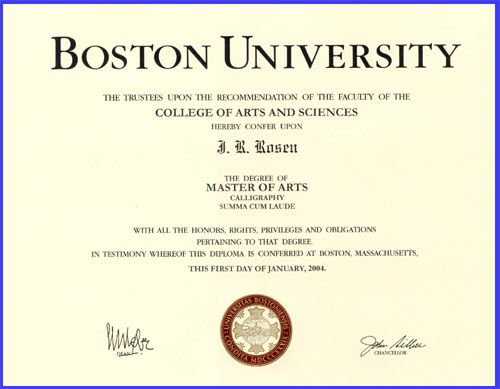 BOSTON UNIVERSITY
THE TRUSTEES UPON THE RECOMMENDATION OF THE FACULTY OF THE
COLLEGE OF ARTS AND SCIENCES
HEREBY CONFER UPON
J. R. Rosen
THE DEGREE OF
MASTER OF ARTS
CALLIGRAPHY
SUMMA CUM LAUDE
WITH ALL THE HONORS, RIGHTS, PRIVILEGES AND OBLIGATIONS
PERTAINING TO THAT DEGREE.
IN TESTIMONY WHEREOF THIS DIPLOMA IS CONFERRED AT BOSTON, MASSACHUSETTS,
THIS FIRST DAY OF JANUARY, 2004.
UNIVERSITAS BOSTONIENSIS
CONDITA MDCCCXXXIX
DEAN
CHANCELLOR